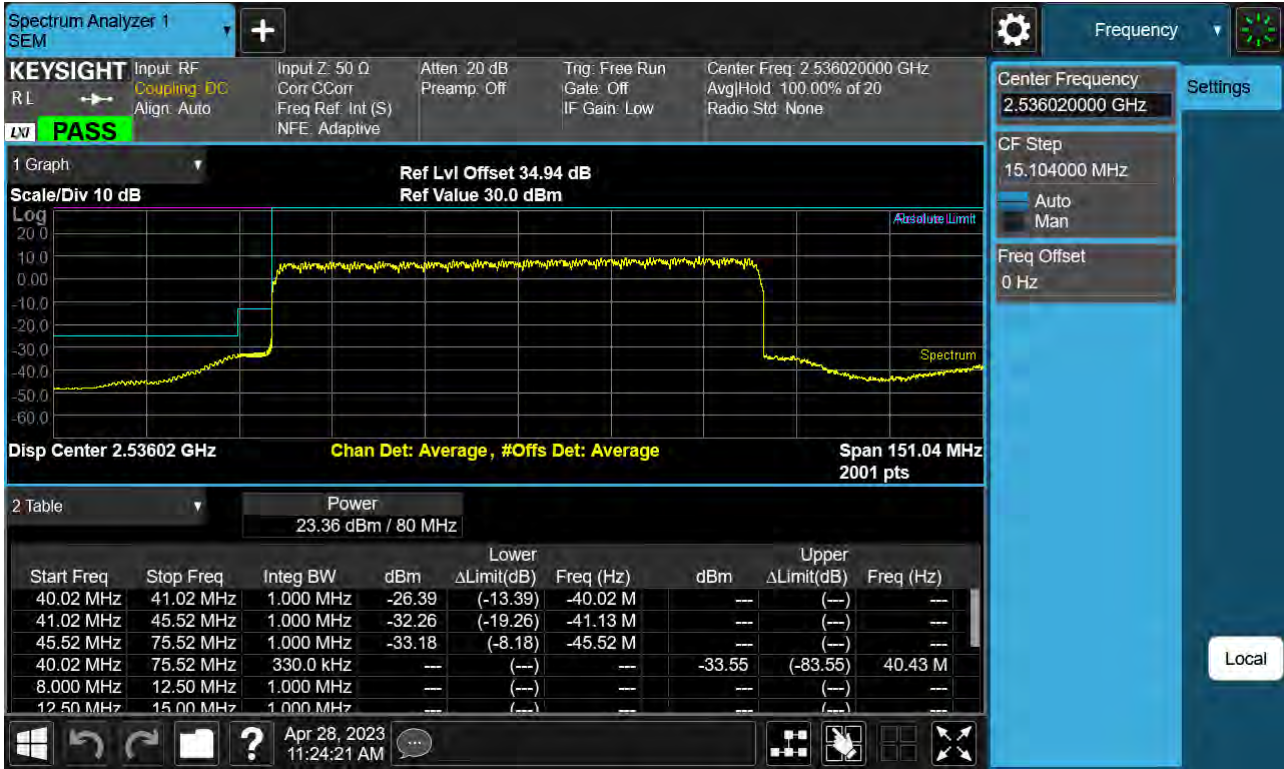 Spectrum Analyzer 1
SEM
Frequency
KEYSIGHT
RL
LXI
PASS
Input: RF
Coupling: DC
Align: Auto
Input Z: 50 Ω
Corr CCorr
Freq Ref: Int (S)
NFE: Adaptive
Atten: 20 dB
Preamp: Off
Trig: Free Run
Gate: Off
IF Gain: Low
Center Freq: 2.536020000 GHz
Avg|Hold: 100.00% of 20
Radio Std: None
Center Frequency
2.536020000 GHz
Settings
CF Step
15.104000 MHz
Auto
Man
Freq Offset
0 Hz
Local
1 Graph
Scale/Div 10 dB
Ref Lvl Offset 34.94 dB
Ref Value 30.0 dBm
Log
Absolute Limit
20.0
10.0
0.00
-10.0
-20.0
-30.0
-40.0
-50.0
-60.0
Spectrum
Disp Center 2.53602 GHz
Chan Det: Average, #Offs Det: Average
Span 151.04 MHz
2001 pts
2 Table
Power
23.36 dBm / 80 MHz
Lower Upper
Start Freq Stop Freq Integ BW dBm ΔLimit(dB) Freq (Hz) dBm ΔLimit(dB) Freq (Hz)
40.02 MHz 41.02 MHz 1.000 MHz -26.39 (-13.39) -40.02 M --- (---) ---
41.02 MHz 45.52 MHz 1.000 MHz -32.26 (-19.26) -41.13 M --- (---) ---
45.52 MHz 75.52 MHz 1.000 MHz -33.18 (-8.18) -45.52 M --- (---) ---
40.02 MHz 75.52 MHz 330.0 kHz --- (---) --- -33.55 (-83.55) 40.43 M
8.000 MHz 12.50 MHz 1.000 MHz --- (---) --- --- (---) ---
12.50 MHz 15.00 MHz 1.000 MHz --- (---) --- --- (---) ---
Apr 28, 2023
11:24:21 AM